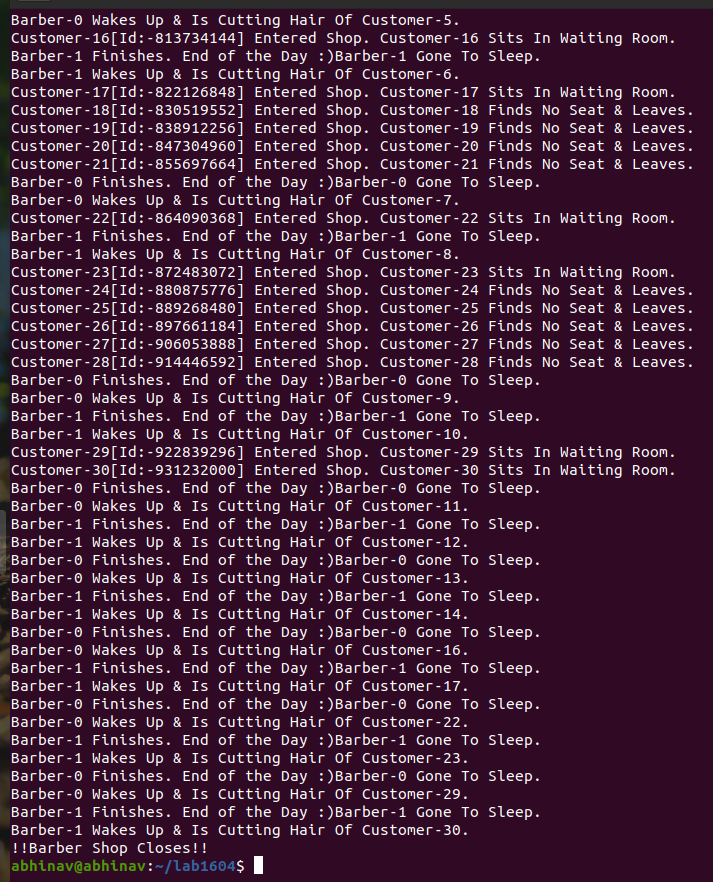 Barber-0 Wakes Up & Is Cutting Hair Of Customer-5.
Customer-16[Id:-813734144] Entered Shop. Customer-16 Sits In Waiting Room.
Barber-1 Finishes. End of the Day :)Barber-1 Gone To Sleep.
Barber-1 Wakes Up & Is Cutting Hair Of Customer-6.
Customer-17[Id:-822126848] Entered Shop. Customer-17 Sits In Waiting Room.
Customer-18[Id:-830519552] Entered Shop. Customer-18 Finds No Seat & Leaves.
Customer-19[Id:-838912256] Entered Shop. Customer-19 Finds No Seat & Leaves.
Customer-20[Id:-847304960] Entered Shop. Customer-20 Finds No Seat & Leaves.
Customer-21[Id:-855697664] Entered Shop. Customer-21 Finds No Seat & Leaves.
Barber-0 Finishes. End of the Day :)Barber-0 Gone To Sleep.
Barber-0 Wakes Up & Is Cutting Hair Of Customer-7.
Customer-22[Id:-864090368] Entered Shop. Customer-22 Sits In Waiting Room.
Barber-1 Finishes. End of the Day :)Barber-1 Gone To Sleep.
Barber-1 Wakes Up & Is Cutting Hair Of Customer-8.
Customer-23[Id:-872483072] Entered Shop. Customer-23 Sits In Waiting Room.
Customer-24[Id:-880875776] Entered Shop. Customer-24 Finds No Seat & Leaves.
Customer-25[Id:-889268480] Entered Shop. Customer-25 Finds No Seat & Leaves.
Customer-26[Id:-897661184] Entered Shop. Customer-26 Finds No Seat & Leaves.
Customer-27[Id:-906053888] Entered Shop. Customer-27 Finds No Seat & Leaves.
Customer-28[Id:-914446592] Entered Shop. Customer-28 Finds No Seat & Leaves.
Barber-0 Finishes. End of the Day :)Barber-0 Gone To Sleep.
Barber-0 Wakes Up & Is Cutting Hair Of Customer-9.
Barber-1 Finishes. End of the Day :)Barber-1 Gone To Sleep.
Barber-1 Wakes Up & Is Cutting Hair Of Customer-10.
Customer-29[Id:-922839296] Entered Shop. Customer-29 Sits In Waiting Room.
Customer-30[Id:-931232000] Entered Shop. Customer-30 Sits In Waiting Room.
Barber-0 Finishes. End of the Day :)Barber-0 Gone To Sleep.
Barber-0 Wakes Up & Is Cutting Hair Of Customer-11.
Barber-1 Finishes. End of the Day :)Barber-1 Gone To Sleep.
Barber-1 Wakes Up & Is Cutting Hair Of Customer-12.
Barber-0 Finishes. End of the Day :)Barber-0 Gone To Sleep.
Barber-0 Wakes Up & Is Cutting Hair Of Customer-13.
Barber-1 Finishes. End of the Day :)Barber-1 Gone To Sleep.
Barber-1 Wakes Up & Is Cutting Hair Of Customer-14.
Barber-0 Finishes. End of the Day :)Barber-0 Gone To Sleep.
Barber-0 Wakes Up & Is Cutting Hair Of Customer-16.
Barber-1 Finishes. End of the Day :)Barber-1 Gone To Sleep.
Barber-1 Wakes Up & Is Cutting Hair Of Customer-17.
Barber-0 Finishes. End of the Day :)Barber-0 Gone To Sleep.
Barber-0 Wakes Up & Is Cutting Hair Of Customer-22.
Barber-1 Finishes. End of the Day :)Barber-1 Gone To Sleep.
Barber-1 Wakes Up & Is Cutting Hair Of Customer-23.
Barber-0 Finishes. End of the Day :)Barber-0 Gone To Sleep.
Barber-0 Wakes Up & Is Cutting Hair Of Customer-29.
Barber-1 Finishes. End of the Day :)Barber-1 Gone To Sleep.
Barber-1 Wakes Up & Is Cutting Hair Of Customer-30.
!!Barber Shop Closes!!
abhinav@abhinav:~/lab1604$